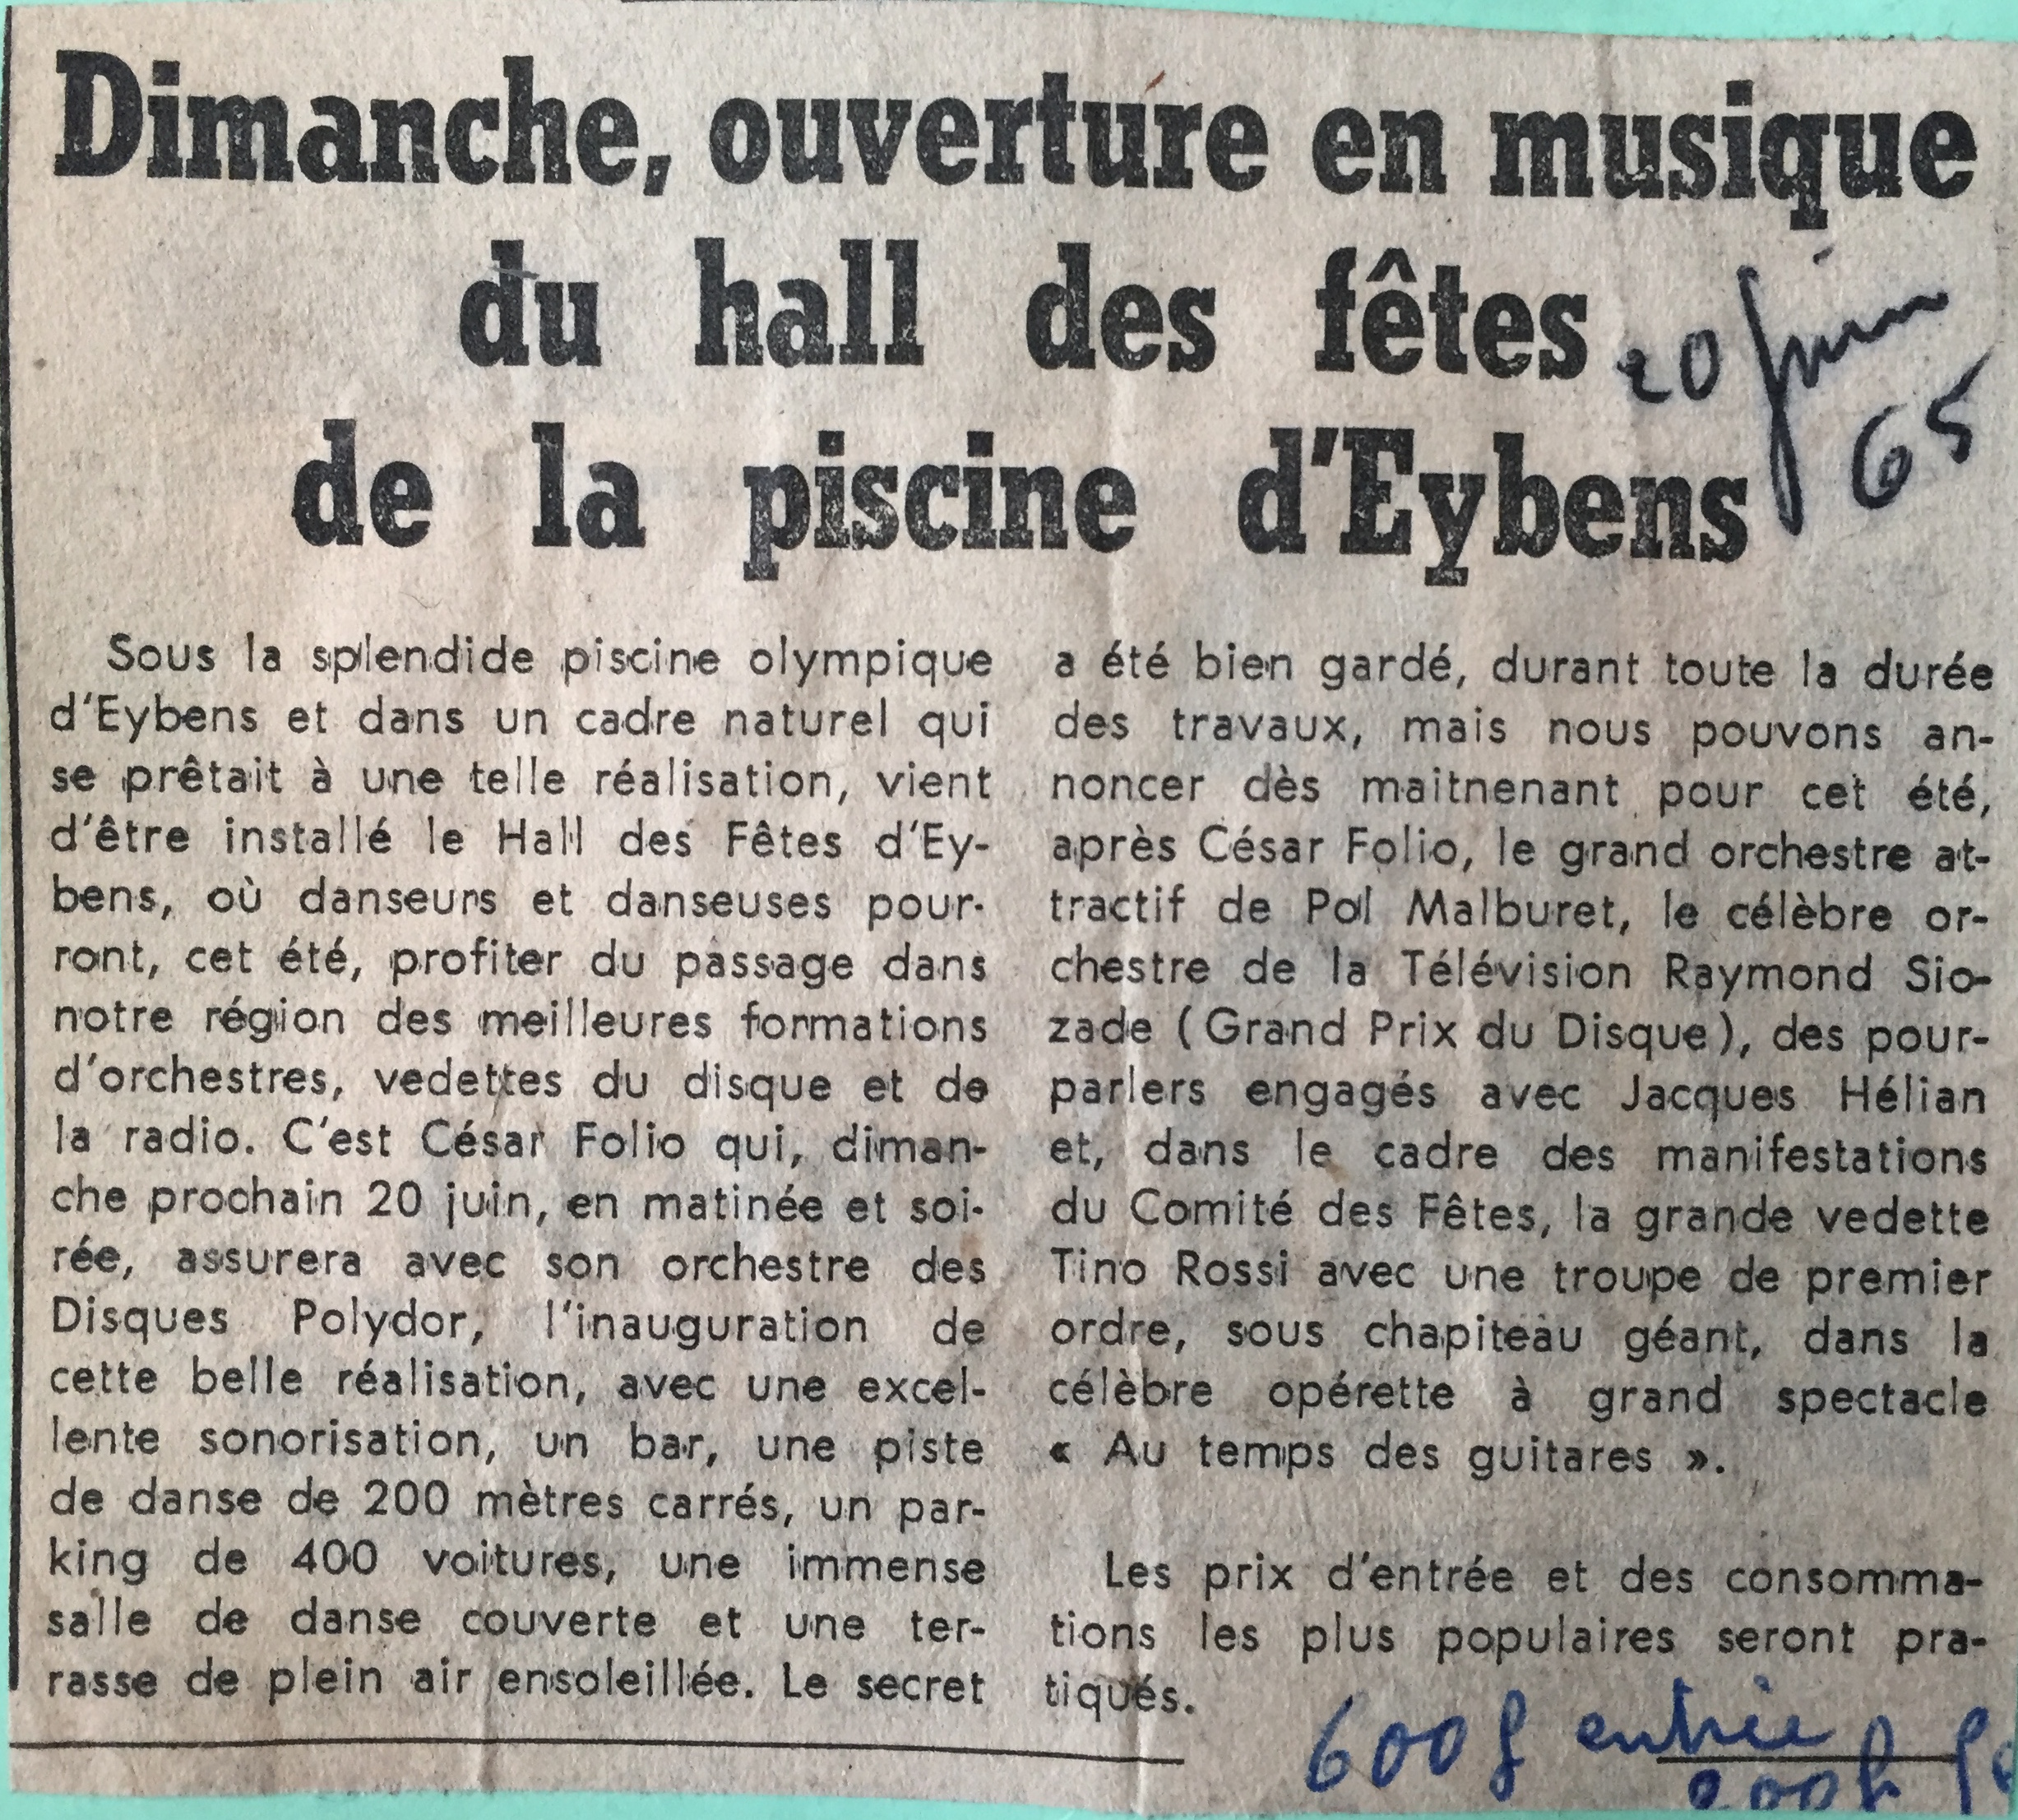 Dimanche, ouverture en musique
du hall des fêtes
de la piscine d'Eybens
20 juin
65
Sous la splendide piscine olympique
d'Eybens et dans un cadre naturel qui
se prêtait à une telle réalisation, vient
d'être installé le Hall des Fêtes d'Ey-
bens, où danseurs et danseuses pour-
ront, cet été, profiter du passage dans
notre région des meilleures formations
d'orchestres, vedettes du disque et de
la radio. C'est César Folio qui, diman-
che prochain 20 juin, en matinée et soi-
rée, assurera avec son orchestre des
Disques Polydor, l'inauguration de
cette belle réalisation, avec une excel-
lente sonorisation, un bar, une piste
de danse de 200 mètres carrés, un par-
king de 400 voitures, une immense
salle de danse couverte et une ter-
rasse de plein air ensoleillée. Le secret
a été bien gardé, durant toute la durée
des travaux, mais nous pouvons an-
noncer dès maitnenant pour cet été,
après César Folio, le grand orchestre at-
tractif de Pol Malburet, le célèbre or-
chestre de la Télévision Raymond Sio-
zade (Grand Prix du Disque), des pour-
parlers engagés avec Jacques Hélian
et, dans le cadre des manifestations
du Comité des Fêtes, la grande vedette
Tino Rossi avec une troupe de premier
ordre, sous chapiteau géant, dans la
célèbre opérette à grand spectacle
« Au temps des guitares ».
Les prix d'entrée et des consomma-
tions les plus populaires seront pra-
tiqués.
600 f entrée